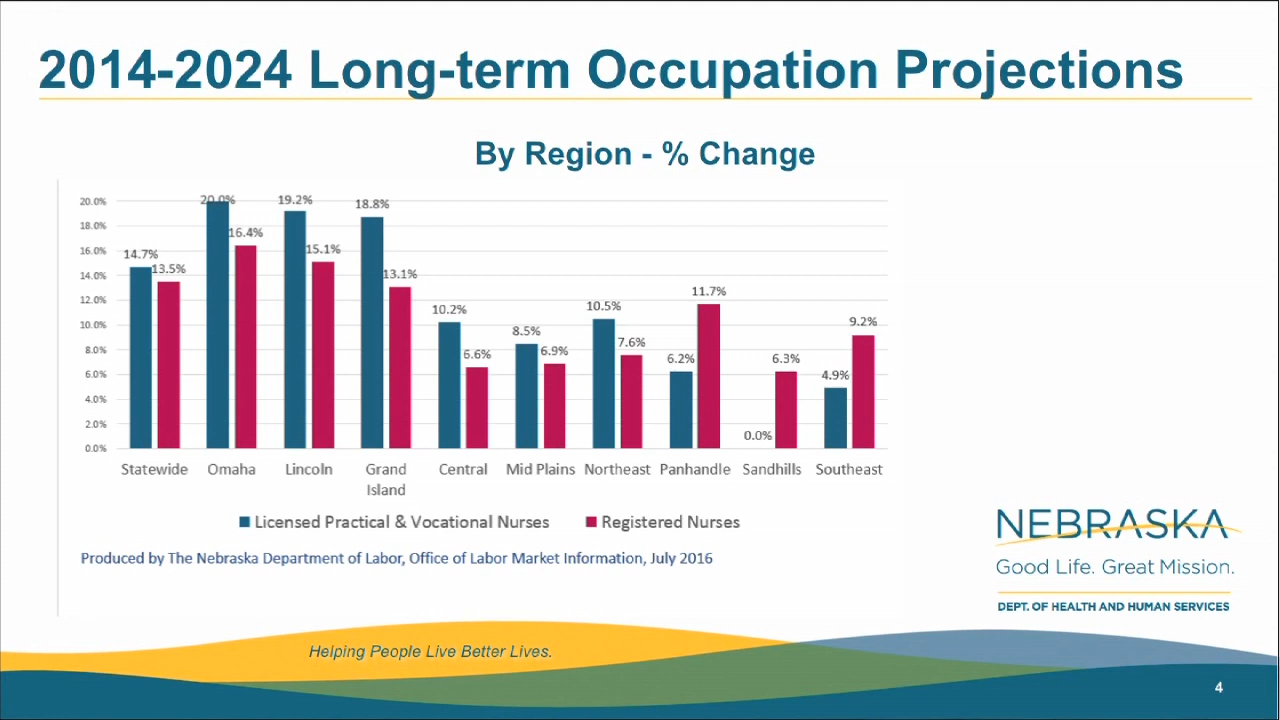 2014-2024 Long-term Occupation Projections
By Region - % Change
20.0%
18.0%
16.0%
14.0%
12.0%
10.0%
8.0%
6.0%
4.0%
2.0%
0.0%
14.7% 13.5%
20.0% 16.4%
19.2% 15.1%
18.8% 13.1%
10.2% 6.6%
8.5% 6.9%
10.5% 7.6%
6.2% 11.7%
0.0% 6.3%
4.9% 9.2%
Statewide Omaha Lincoln Grand Central Mid Plains Northeast Panhandle Sandhills Southeast
Island
Licensed Practical & Vocational Nurses Registered Nurses
Produced by The Nebraska Department of Labor, Office of Labor Market Information, July 2016
NEBRASKA
Good Life. Great Mission.
DEPT. OF HEALTH AND HUMAN SERVICES
Helping People Live Better Lives.
4